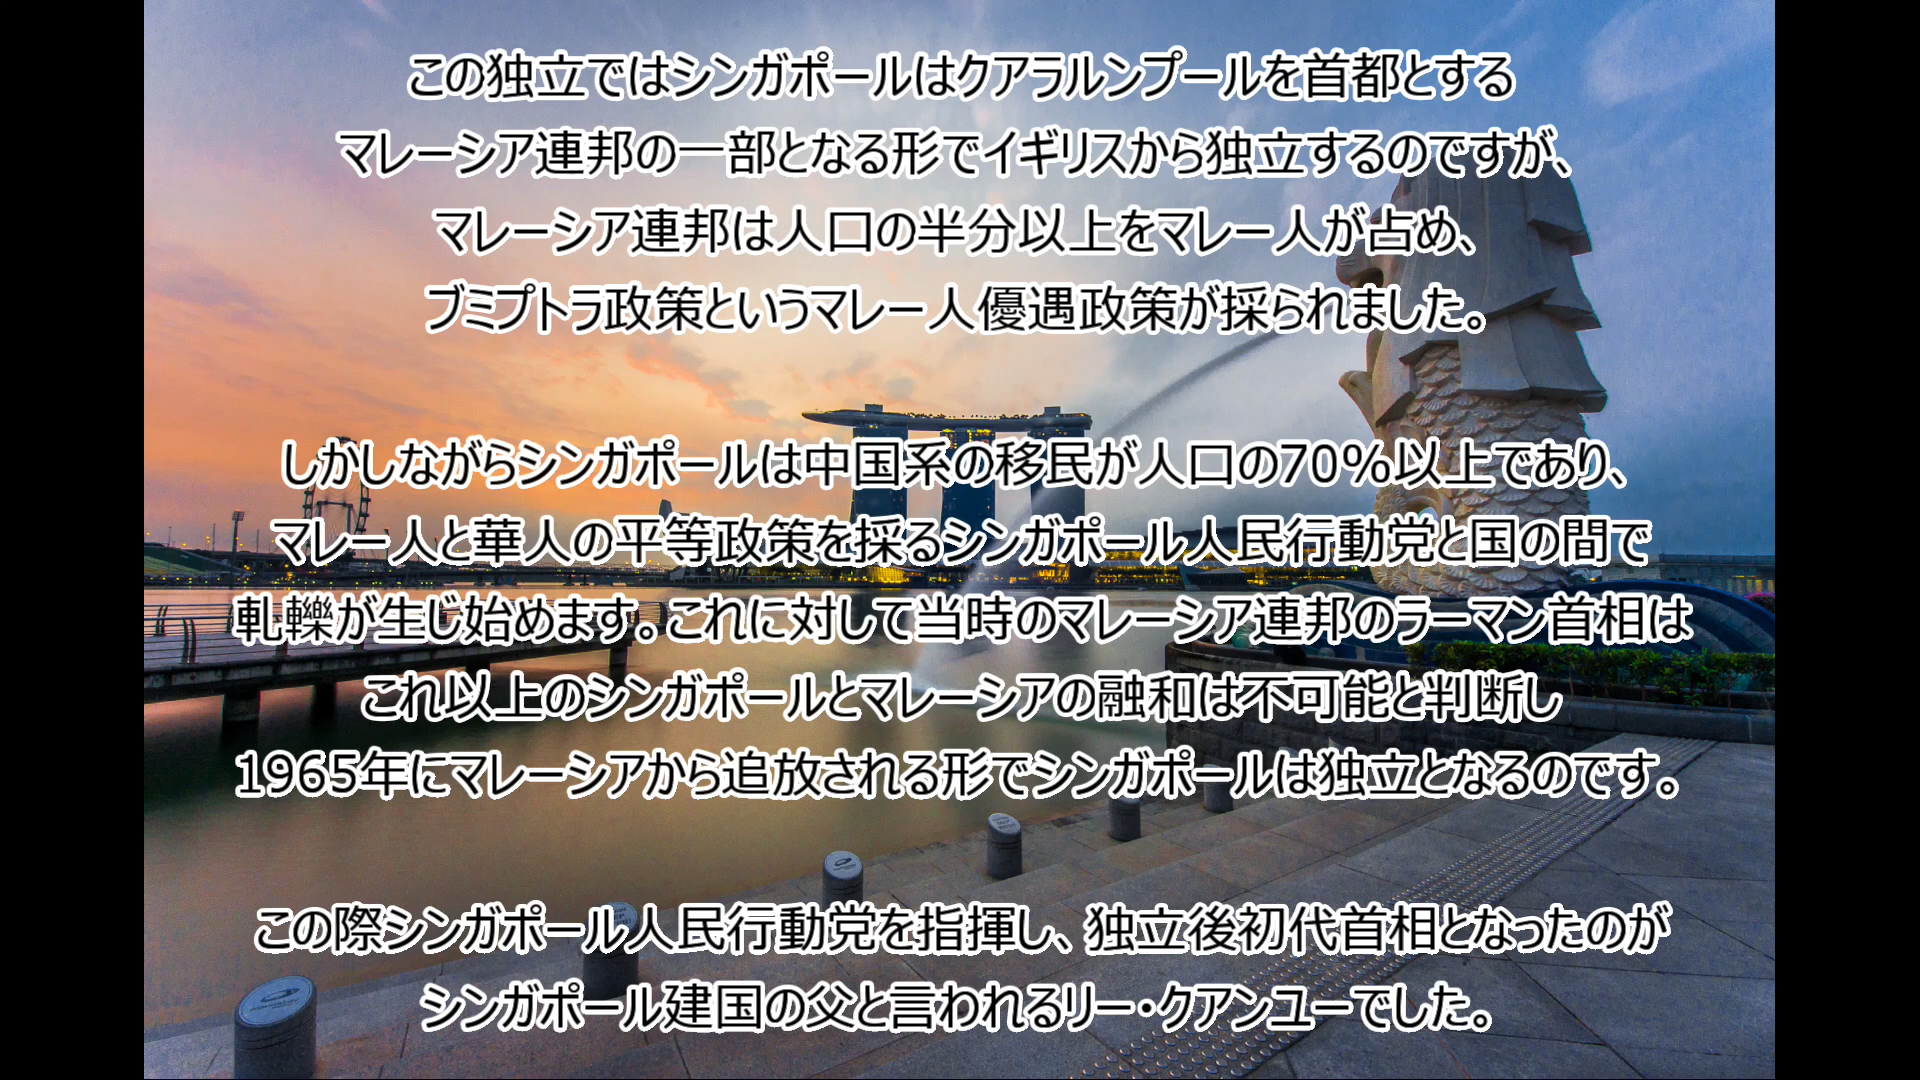 この独立ではシンガポールはクアラルンプールを首都とする
マレーシア連邦の一部となる形でイギリスから独立するのですが、
マレーシア連邦は人口の半分以上をマレー人が占め、
ブミプトラ政策というマレー人優遇政策が採られました。
しかしながらシンガポールは中国系の移民が人口の70%以上であり、
マレー人と華人の平等政策を採るシンガポール人民行動党と国の間で
軋轢が生じ始めます。これに対して当時のマレーシア連邦のラーマン首相は
これ以上のシンガポールとマレーシアの融和は不可能と判断し
1965年にマレーシアから追放される形でシンガポールは独立となるのです。
この際シンガポール人民行動党を指揮し、独立後初代首相となったのが
シンガポール建国の父と言われるリー・クアンユーでした。